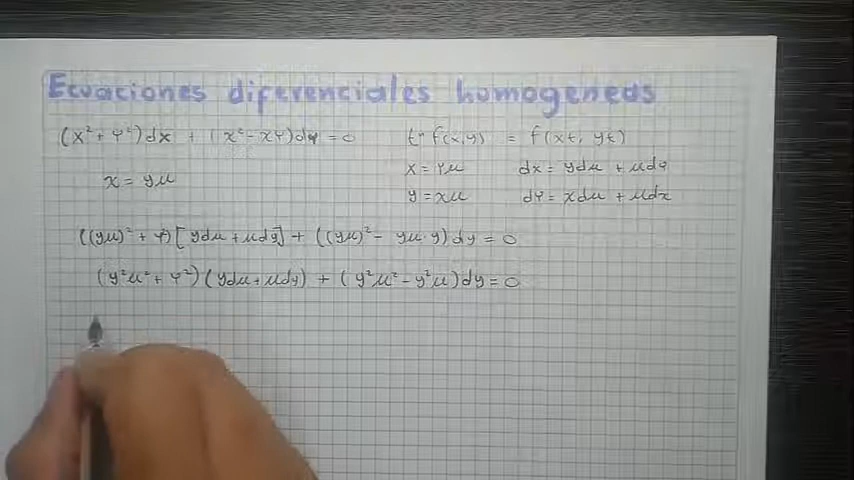 Ecuaciones diferenciales homogeneas
(x² + y²)dx + (x² - xy)dy = 0
tⁿ f(x,y) = f(xt, yt)
x = yu dx = ydu + udy
x = yu
y = xu dy = xdu + udx
((yu)² + y)[ydu + udy] + ((yu)² - yu·y)dy = 0
(y²u² + y²)(ydu + udy) + (y²u² - y²u)dy = 0